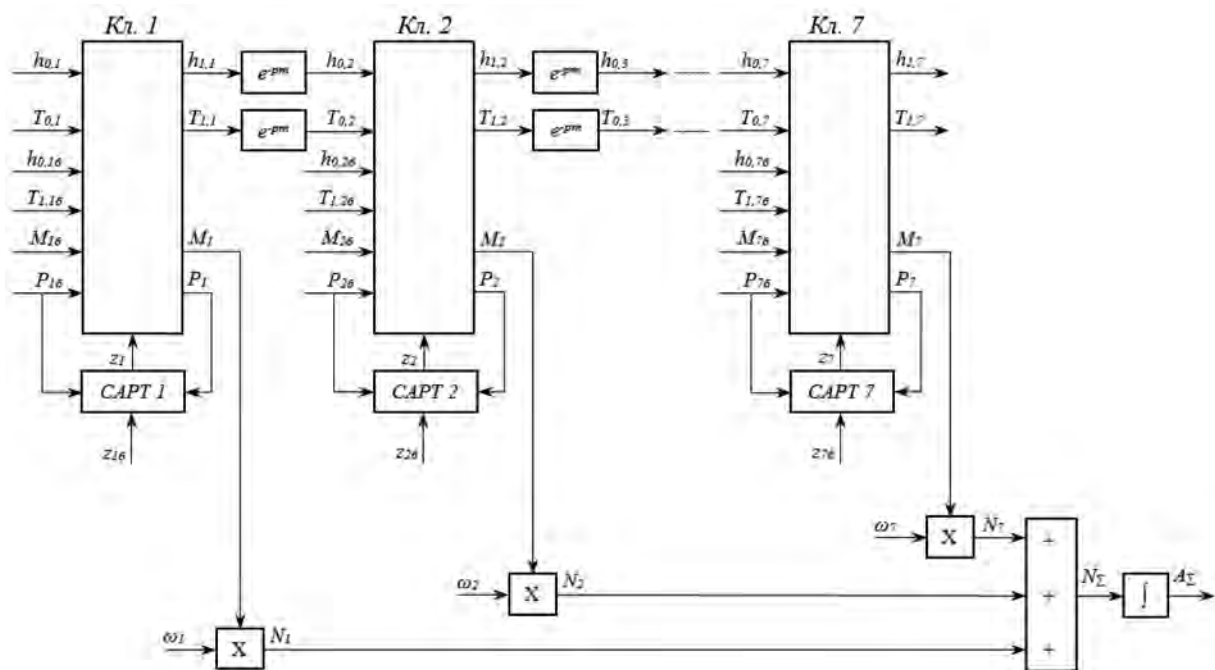 Кл. 1 Кл. 2 Кл. 7
h0,1 h1,1 e-pτн h0,2 h1,2 e-pτн h0,3 h0,7 h1,7
T0,1 T1,1 e-pτн T0,2 T1,2 e-pτн T0,3 T0,7 T1,7
h0,1б h0,2б h0,7б
T1,1б T1,2б T1,7б
M1б M1 M2б M2 M7б M7
P1б P1 P2б P2 P7б P7
z1 z2 z7
САРТ 1 САРТ 2 САРТ 7
z1б z2б z7б
ω7 X N7 +
ω2 X N2 + NΣ ∫ AΣ
ω1 X N1 +